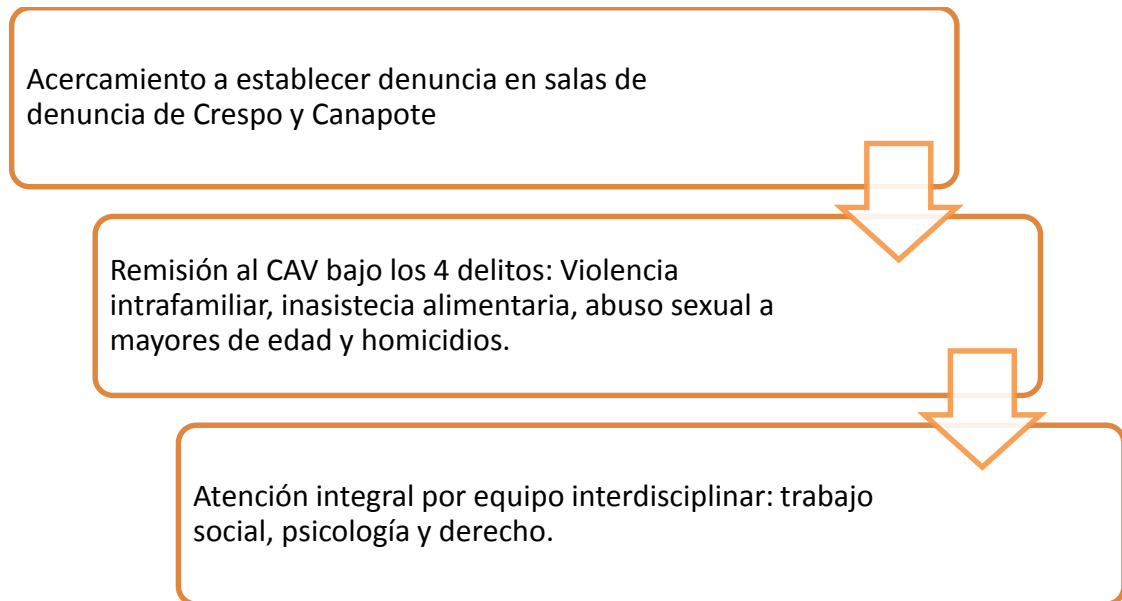 Acercamiento a establecer denuncia en salas de
denuncia de Crespo y Canapote
Remisión al CAV bajo los 4 delitos: Violencia
intrafamiliar, inasistecia alimentaria, abuso sexual a
mayores de edad y homicidios.
Atención integral por equipo interdisciplinar: trabajo
social, psicología y derecho.